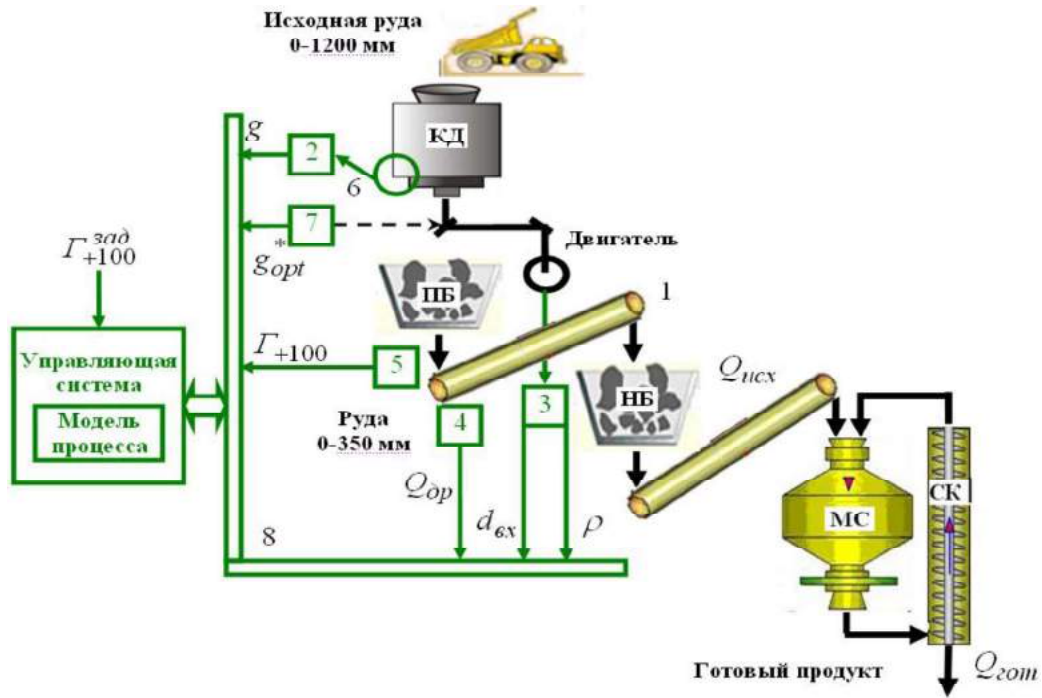 Исходная руда
0-1200 мм
КД
g
2
6
7
g*opt
Двигатель
Г зад +100
ПБ
1
Г+100
5
Qисх
Управляющая
система
Модель
процесса
НБ
3
4
Руда
0-350 мм
Qдр
dвх
ρ
СК
МС
8
Готовый продукт
Qгот